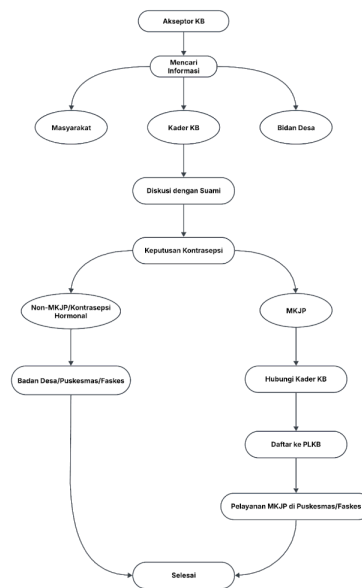 Akseptor KB
Mencari
Informasi
Masyarakat
Kader KB
Bidan Desa
Diskusi dengan Suami
Keputusan Kontrasepsi
Non-MKJP/Kontrasepsi
Hormonal
MKJP
Badan Desa/Puskesmas/Faskes
Hubungi Kader KB
Daftar ke PLKB
Pelayanan MKJP di Puskesmas/Faskes
Selesai